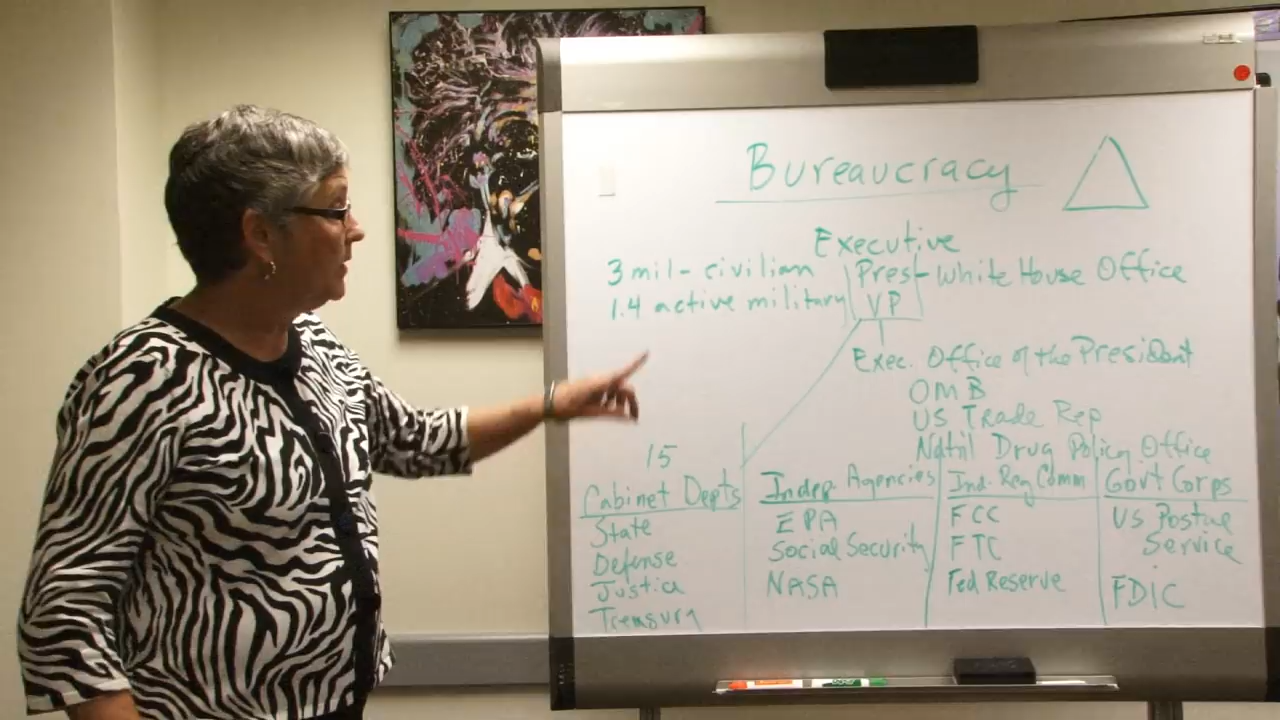 Bureaucracy
Executive
3 mil- civilian
1.4 active military
Pres - White House Office
VP
Exec. Office of the President
OMB
US Trade Rep
Natnl Drug Policy Office
15
Cabinet Depts
State
Defense
Justice
Treasury
Indep Agencies
EPA
Social Security
NASA
Ind. Reg Comm
FCC
FTC
Fed Reserve
Gov't Corps
US Postal
Service
FDIC